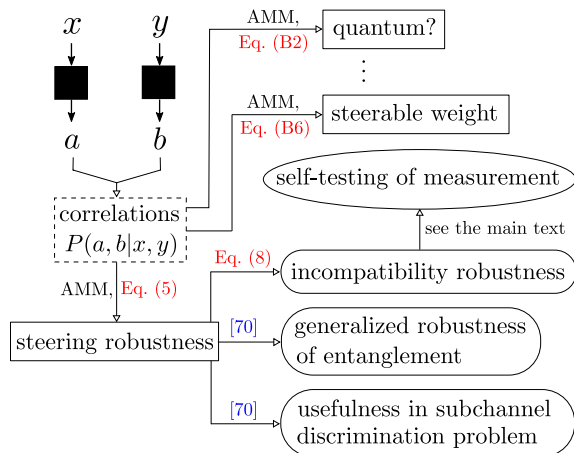 x
y
a
b
AMM,
Eq. (B2)
quantum?
⋮
AMM,
Eq. (B6)
steerable weight
self-testing of measurement
see the main text
correlations
P(a, b|x, y)
AMM, Eq. (5)
Eq. (8)
incompatibility robustness
steering robustness
[70]
generalized robustness
of entanglement
[70]
usefulness in subchannel
discrimination problem